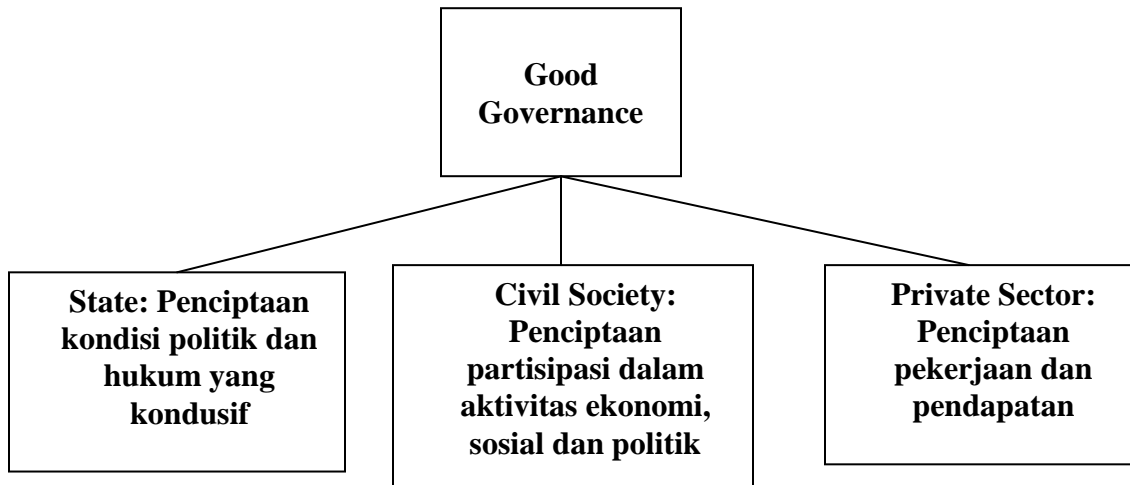 Good
Governance
State: Penciptaan
kondisi politik dan
hukum yang
kondusif
Civil Society:
Penciptaan
partisipasi dalam
aktivitas ekonomi,
sosial dan politik
Private Sector:
Penciptaan
pekerjaan dan
pendapatan